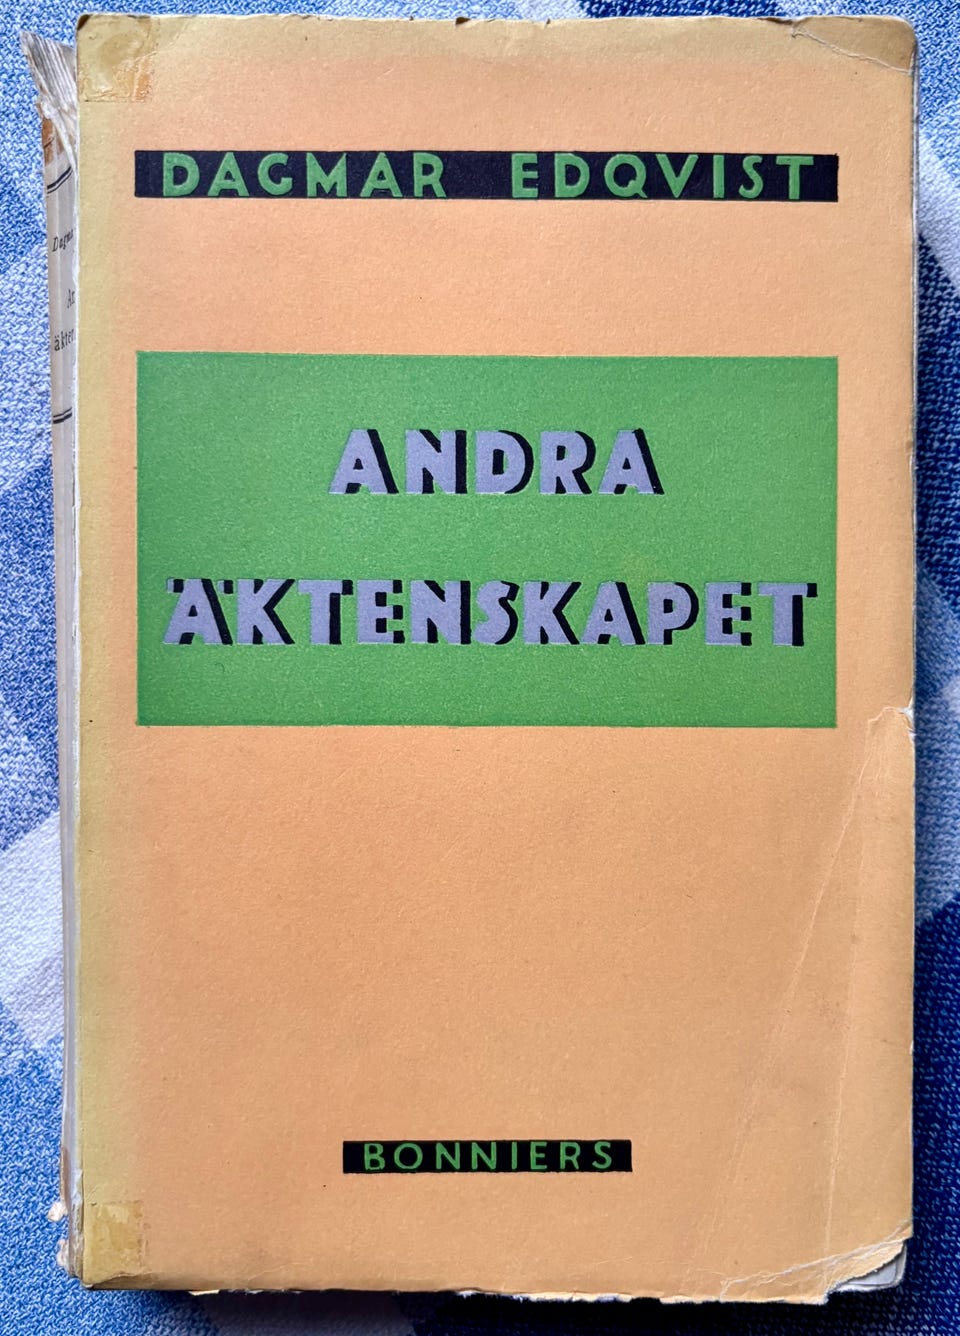 DAGMAR EDQVIST
ANDRA
ÄKTENSKAPET
BONNIERS